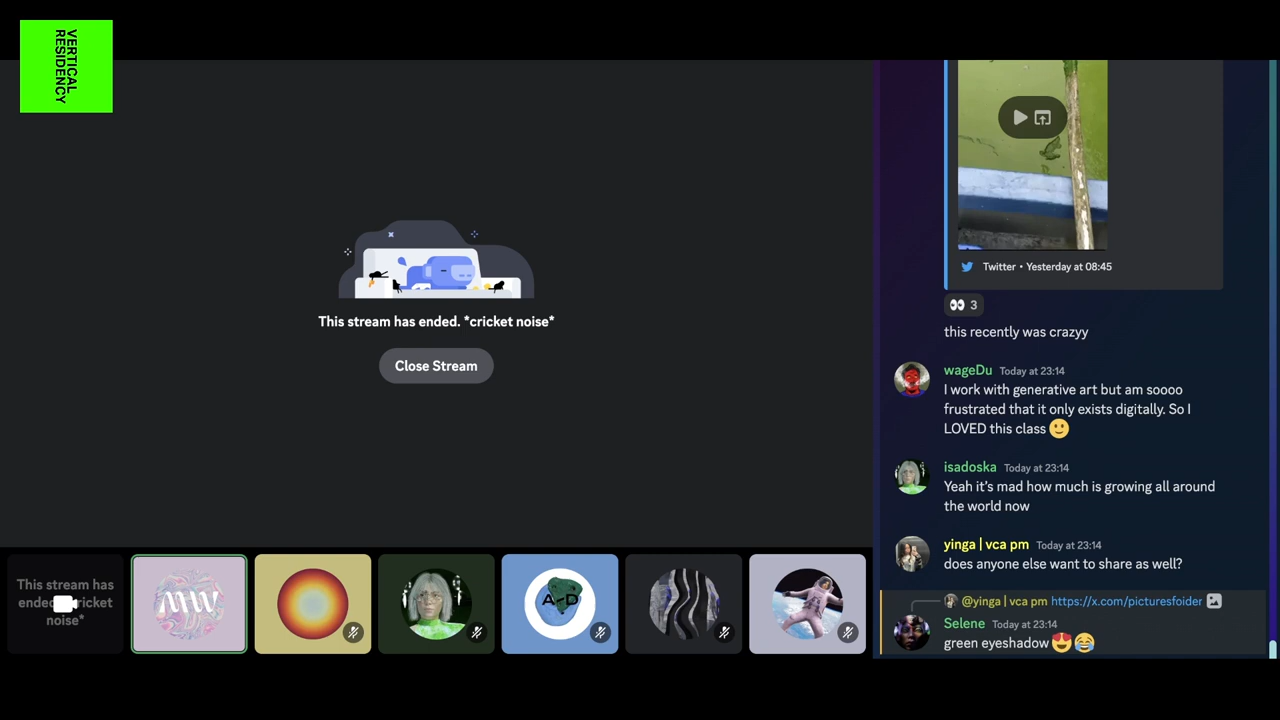 VERTICAL
RESIDENCY
This stream has ended. *cricket noise*
Close Stream
This stream has
noise*
MW
A D
Twitter • Yesterday at 08:45
👀 3
this recently was crazyy
wageDu Today at 23:14
I work with generative art but am soooo
frustrated that it only exists digitally. So I
LOVED this class 🙂
isadoska Today at 23:14
Yeah it's mad how much is growing all around
the world now
yinga | vca pm Today at 23:14
does anyone else want to share as well?
@yinga | vca pm https://x.com/picturesfoider
Selene Today at 23:14
green eyeshadow 😍😂